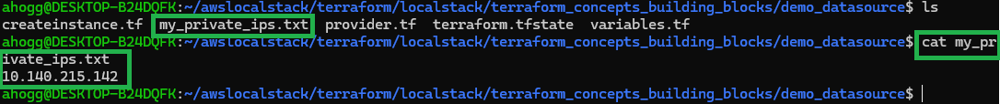 ahogg@DESKTOP-B24DQFK:~/awslocalstack/terraform/localstack/terraform_concepts_building_blocks/demo_datasource$ ls
createinstance.tf  my_private_ips.txt  provider.tf  terraform.tfstate  variables.tf
ahogg@DESKTOP-B24DQFK:~/awslocalstack/terraform/localstack/terraform_concepts_building_blocks/demo_datasource$ cat my_pr
ivate_ips.txt
10.140.215.142
ahogg@DESKTOP-B24DQFK:~/awslocalstack/terraform/localstack/terraform_concepts_building_blocks/demo_datasource$